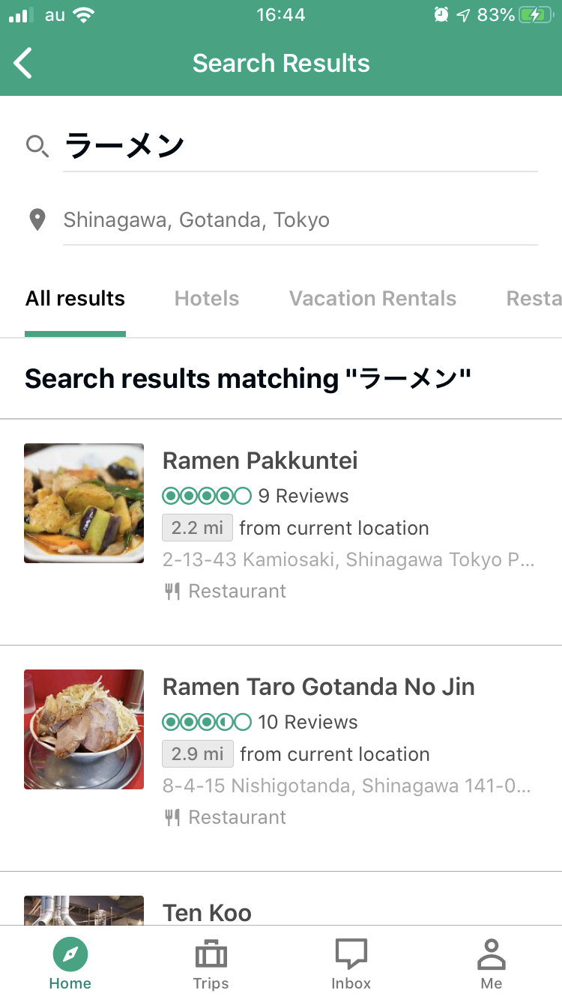 au 16:44 83%
Search Results
ラーメン
Shinagawa, Gotanda, Tokyo
All results Hotels Vacation Rentals Resta
Search results matching "ラーメン"
Ramen Pakkuntei
9 Reviews
2.2 mi from current location
2-13-43 Kamiosaki, Shinagawa Tokyo P...
Restaurant
Ramen Taro Gotanda No Jin
10 Reviews
2.9 mi from current location
8-4-15 Nishigotanda, Shinagawa 141-0...
Restaurant
Ten Koo
Home Trips Inbox Me